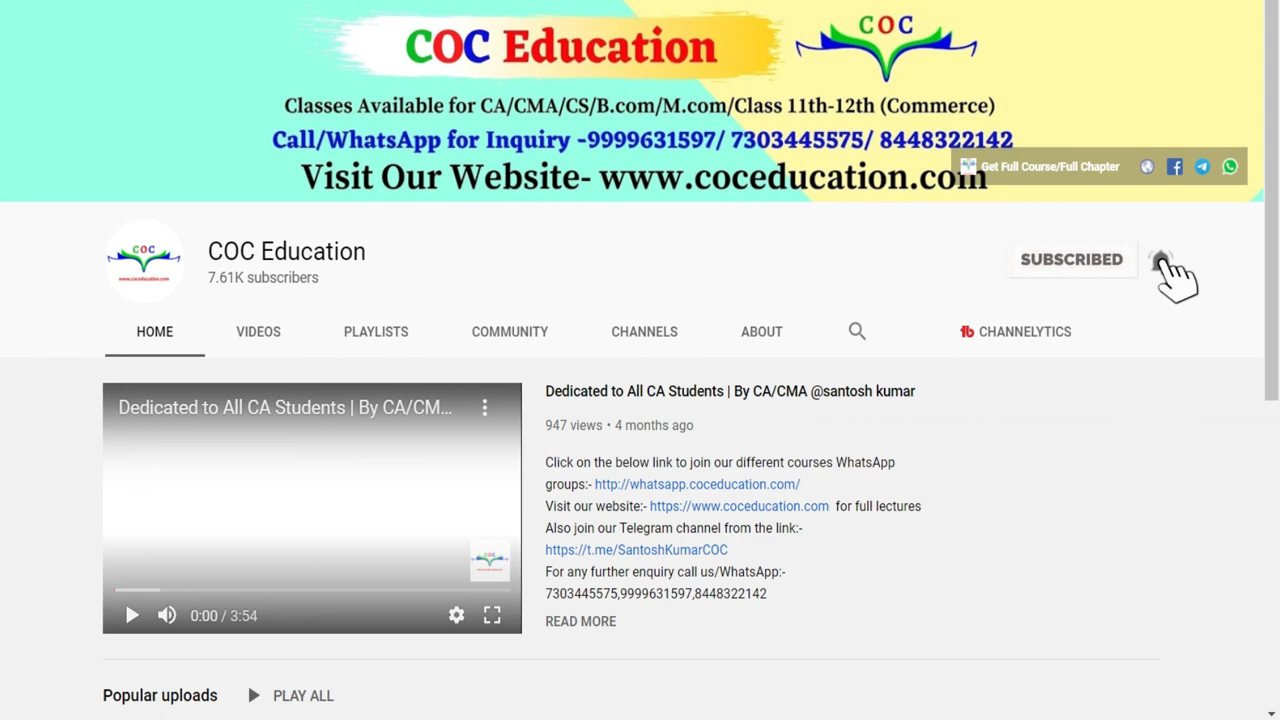 COC Education
COC
Classes Available for CA/CMA/CS/B.com/M.com/Class 11th-12th (Commerce)
Call/WhatsApp for Inquiry -9999631597/ 7303445575/ 8448322142
Get Full Course/Full Chapter
Visit Our Website- www.coceducation.com
COC
www.coceducation.com
COC Education
7.61K subscribers
SUBSCRIBED
HOME
VIDEOS
PLAYLISTS
COMMUNITY
CHANNELS
ABOUT
CHANNELYTICS
Dedicated to All CA Students | By CA/CM...
COC
0:00 / 3:54
Dedicated to All CA Students | By CA/CMA @santosh kumar
947 views • 4 months ago
Click on the below link to join our different courses WhatsApp
groups:- http://whatsapp.coceducation.com/
Visit our website:- https://www.coceducation.com for full lectures
Also join our Telegram channel from the link:-
https://t.me/SantoshKumarCOC
For any further enquiry call us/WhatsApp:-
7303445575,9999631597,8448322142
READ MORE
Popular uploads
PLAY ALL